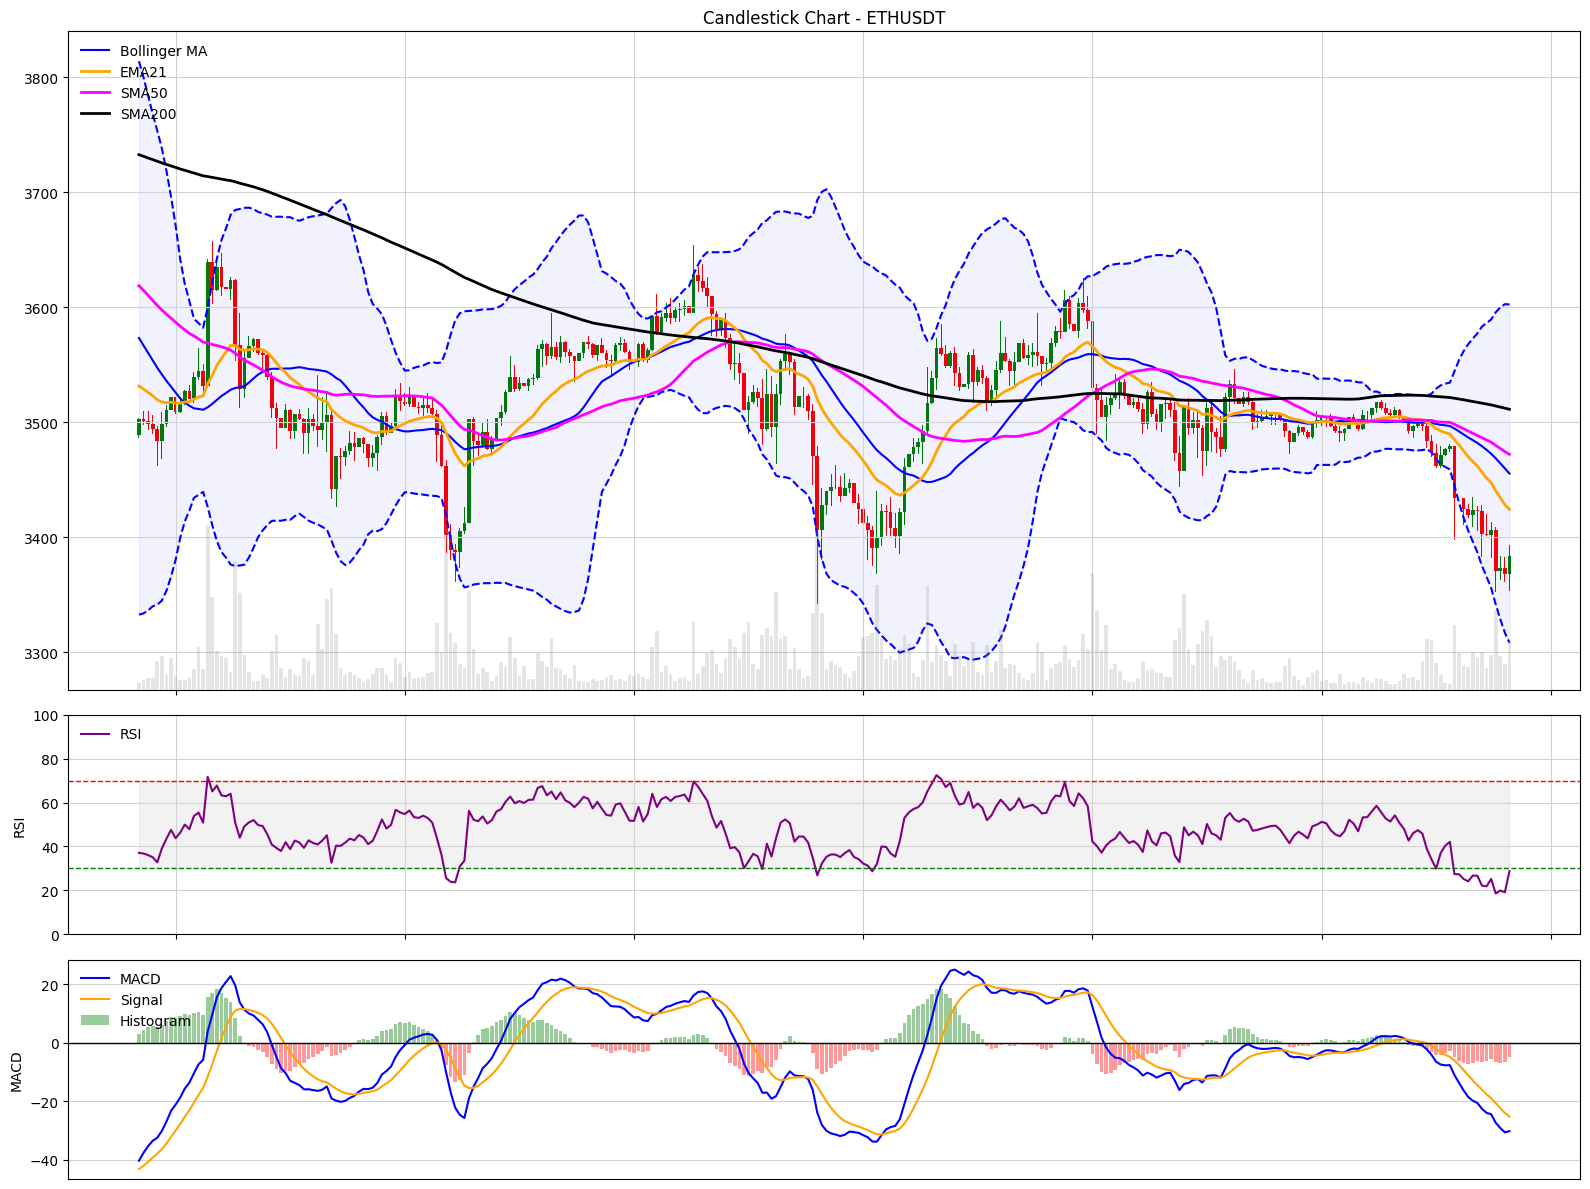 Candlestick Chart - ETHUSDT
Bollinger MA
EMA21
SMA50
SMA200
3800
3700
3600
3500
3400
3300
RSI
RSI
100
80
60
40
20
0
MACD
Signal
Histogram
MACD
20
0
−20
−40